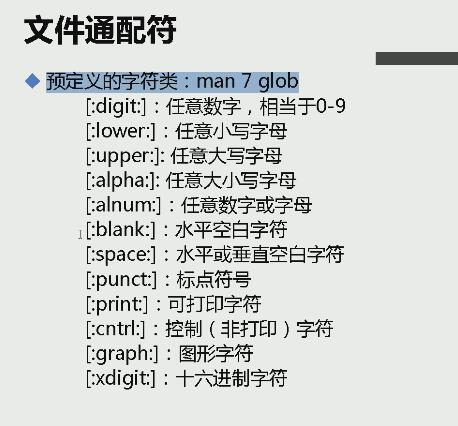 文件通配符
预定义的字符类：man 7 glob
[:digit:]：任意数字，相当于0-9
[:lower:]：任意小写字母
[:upper:]: 任意大写字母
[:alpha:]: 任意大小写字母
[:alnum:]：任意数字或字母
[:blank:]：水平空白字符
[:space:]：水平或垂直空白字符
[:punct:]：标点符号
[:print:]：可打印字符
[:cntrl:]：控制（非打印）字符
[:graph:]：图形字符
[:xdigit:]：十六进制字符